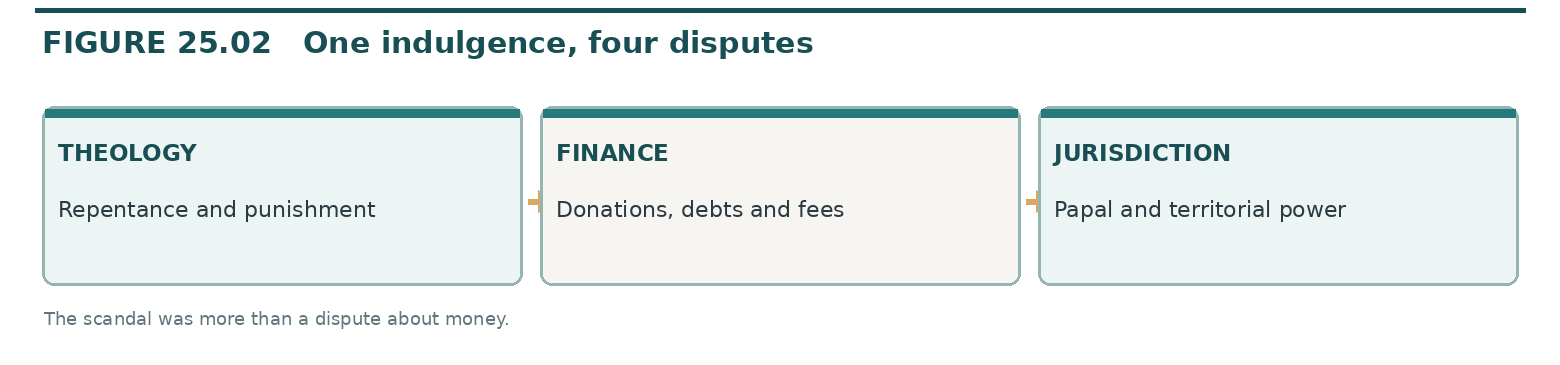 FIGURE 25.02 One indulgence, four disputes
THEOLOGY
Repentance and punishment
FINANCE
Donations, debts and fees
JURISDICTION
Papal and territorial power
The scandal was more than a dispute about money.